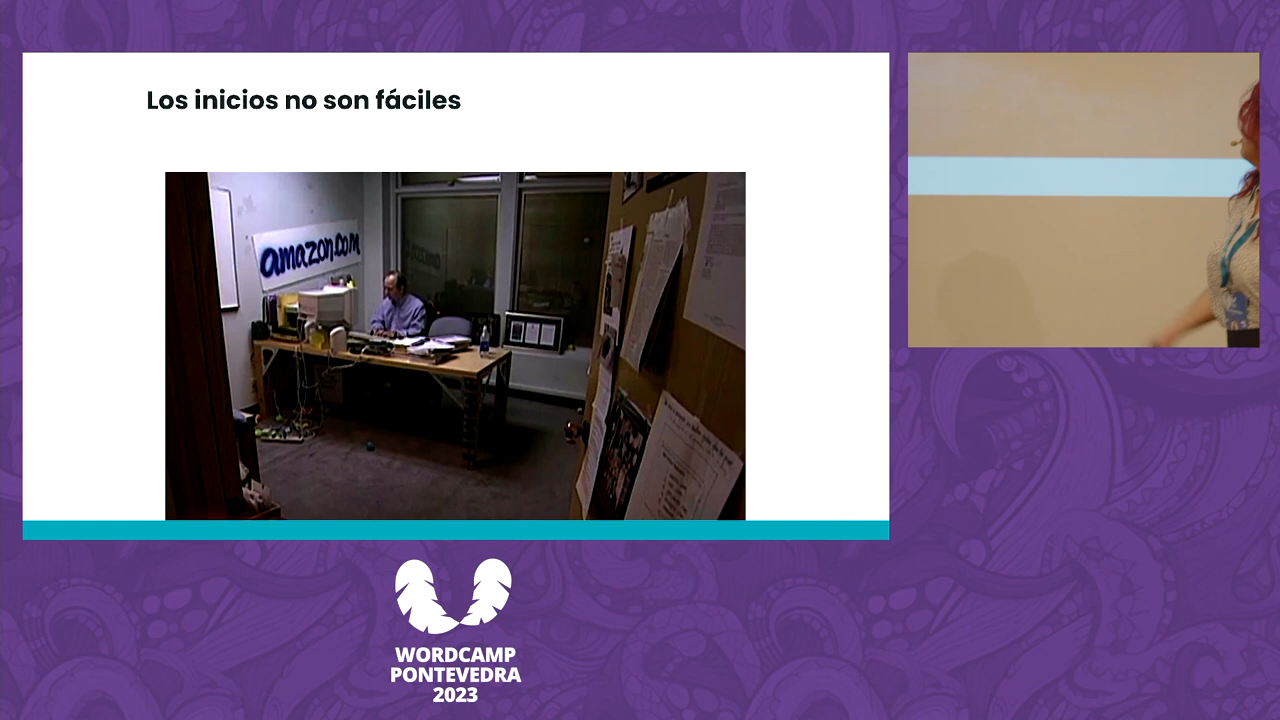 Los inicios no son fáciles
amazon.com
WORDCAMP
PONTEVEDRA
2023